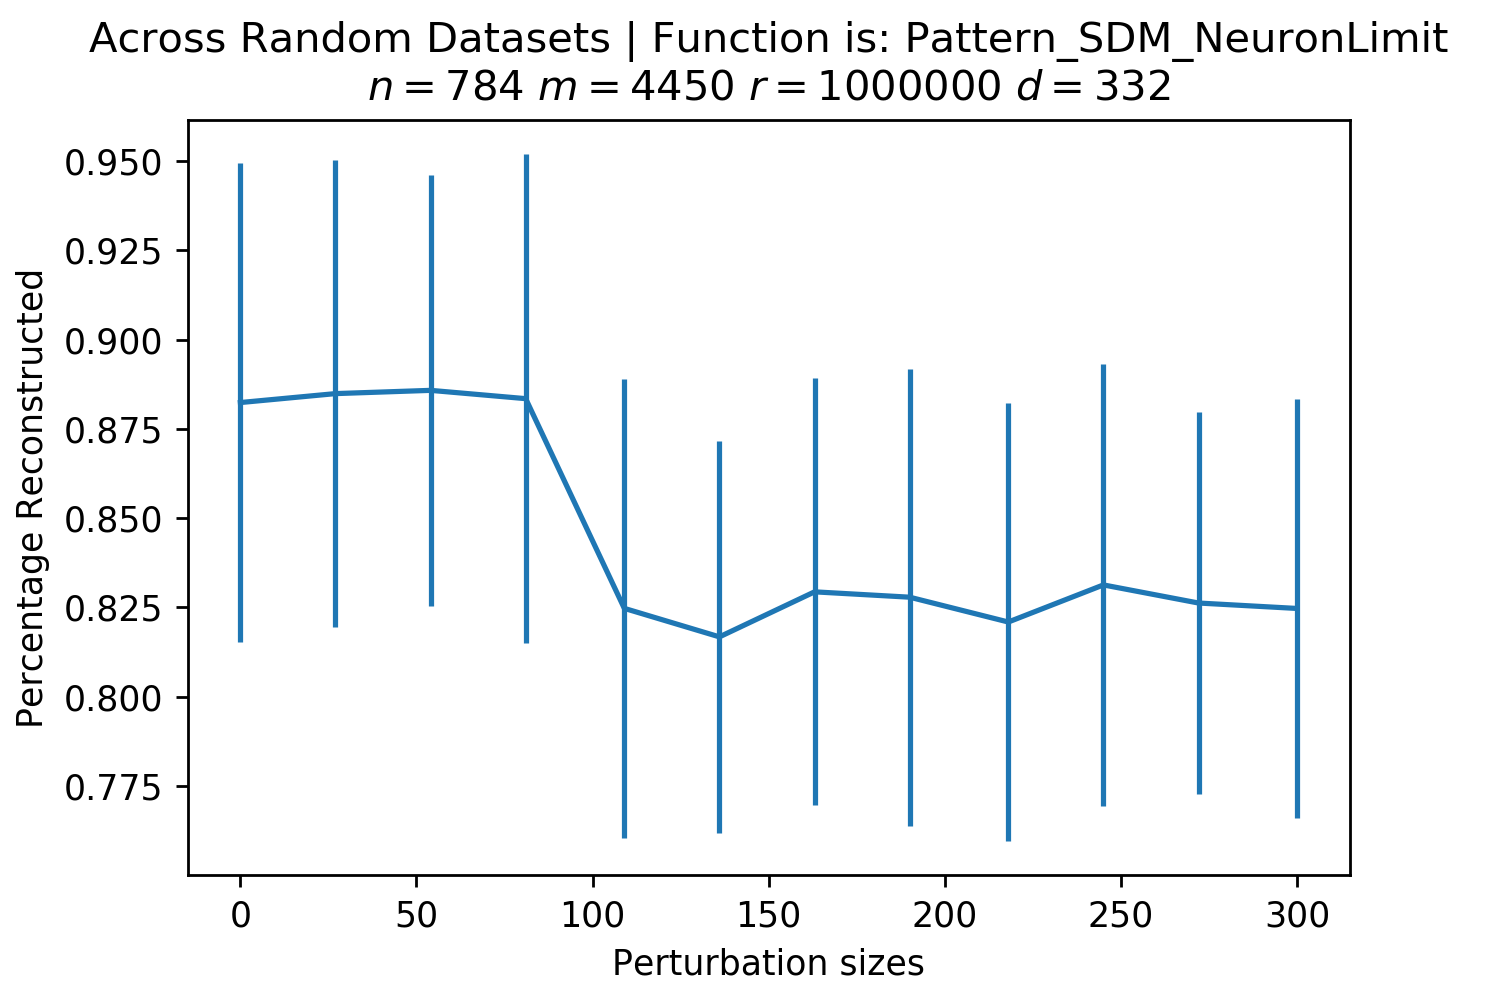 Across Random Datasets | Function is: Pattern_SDM_NeuronLimit
n = 784 m = 4450 r = 1000000 d = 332
Percentage Reconstructed
0.950
0.925
0.900
0.875
0.850
0.825
0.800
0.775
0 50 100 150 200 250 300
Perturbation sizes